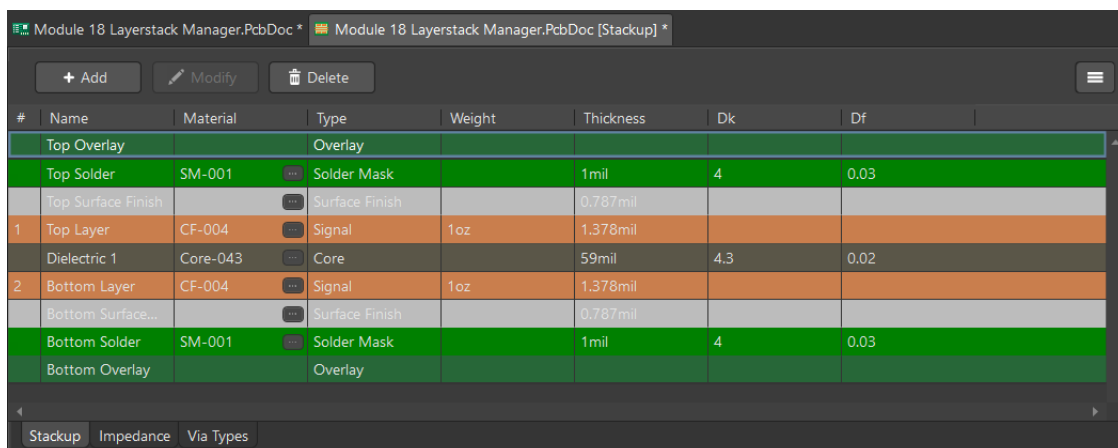 Module 18 Layerstack Manager.PcbDoc * Module 18 Layerstack Manager.PcbDoc [Stackup] *
+ Add Modify Delete
# Name Material Type Weight Thickness Dk Df
Top Overlay Overlay
Top Solder SM-001 Solder Mask 1mil 4 0.03
Top Surface Finish Surface Finish 0.787mil
1 Top Layer CF-004 Signal 1oz 1.378mil
Dielectric 1 Core-043 Core 59mil 4.3 0.02
2 Bottom Layer CF-004 Signal 1oz 1.378mil
Bottom Surface... Surface Finish 0.787mil
Bottom Solder SM-001 Solder Mask 1mil 4 0.03
Bottom Overlay Overlay
Stackup Impedance Via Types